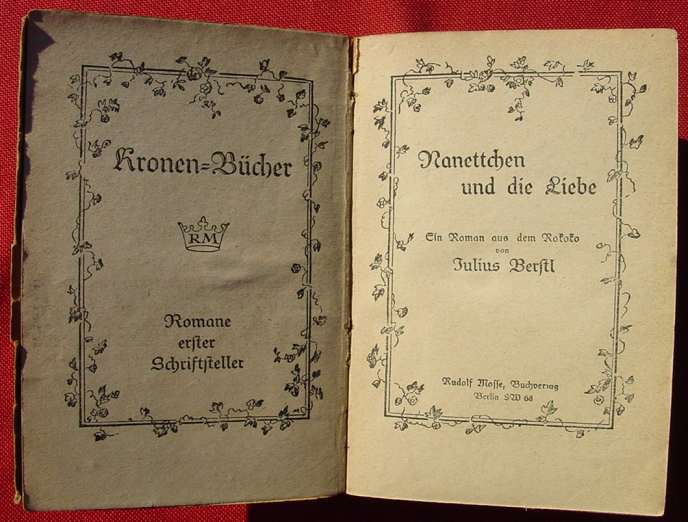 Kronen=Bücher
RM
Romane
erster
Schriftsteller
Nanettchen
und die Liebe
Ein Roman aus dem Rokoko
von
Julius Berstl
Rudolf Mosse, Buchverlag
Berlin SW 68